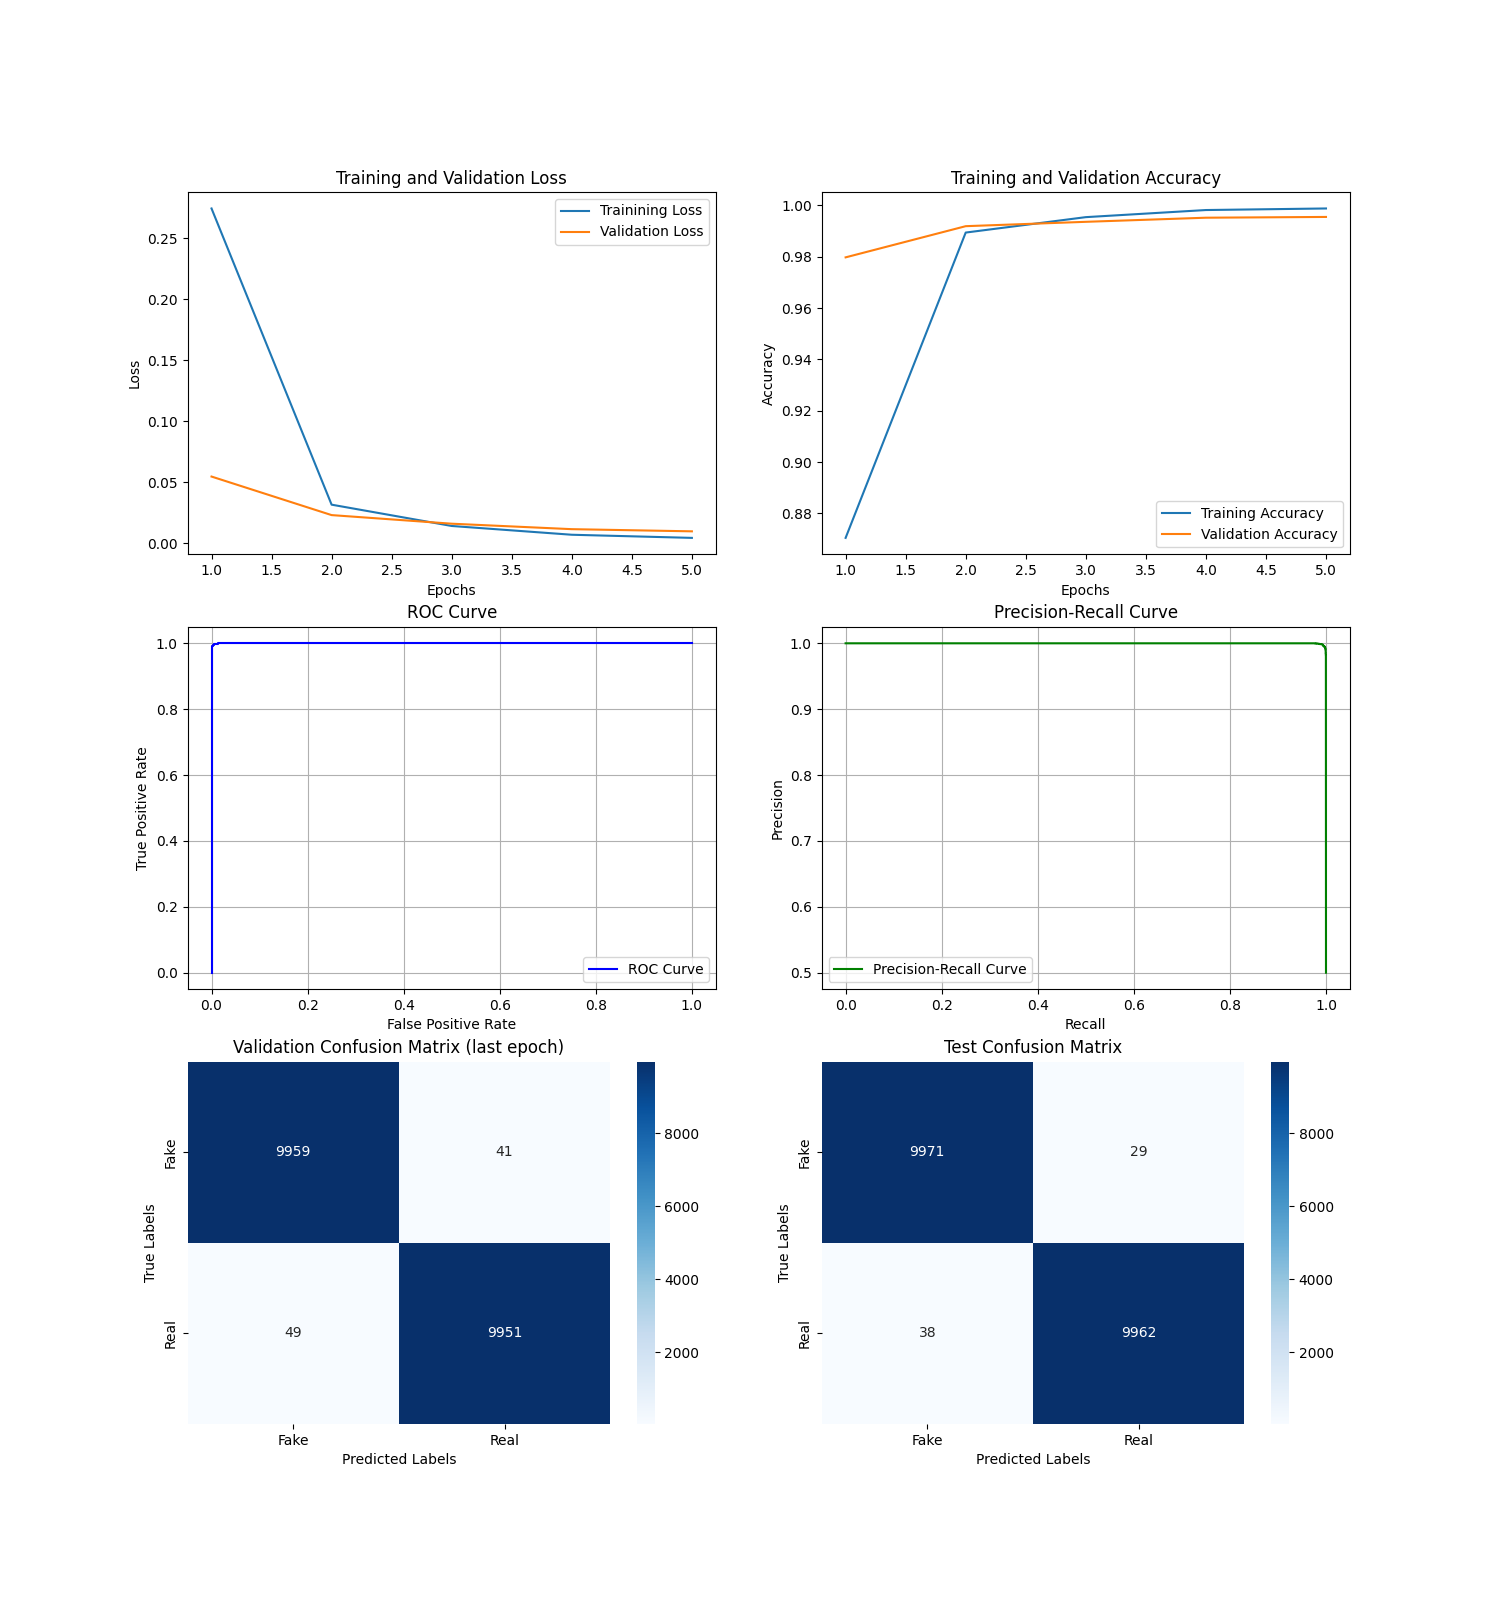 Training and Validation Loss
Trainining Loss
Validation Loss
0.25
0.20
0.15
0.10
0.05
0.00
Loss
1.0 1.5 2.0 2.5 3.0 3.5 4.0 4.5 5.0
Epochs
Training and Validation Accuracy
1.00
0.98
0.96
0.94
0.92
0.90
0.88
Accuracy
Training Accuracy
Validation Accuracy
1.0 1.5 2.0 2.5 3.0 3.5 4.0 4.5 5.0
Epochs
ROC Curve
1.0
0.8
0.6
0.4
0.2
0.0
True Positive Rate
ROC Curve
0.0 0.2 0.4 0.6 0.8 1.0
False Positive Rate
Precision-Recall Curve
1.0
0.9
0.8
0.7
0.6
0.5
Precision
Precision-Recall Curve
0.0 0.2 0.4 0.6 0.8 1.0
Recall
Validation Confusion Matrix (last epoch)
True Labels
Fake
9959 41
Real
49 9951
Fake Real
Predicted Labels
8000
6000
4000
2000
Test Confusion Matrix
True Labels
Fake
9971 29
Real
38 9962
Fake Real
Predicted Labels
8000
6000
4000
2000